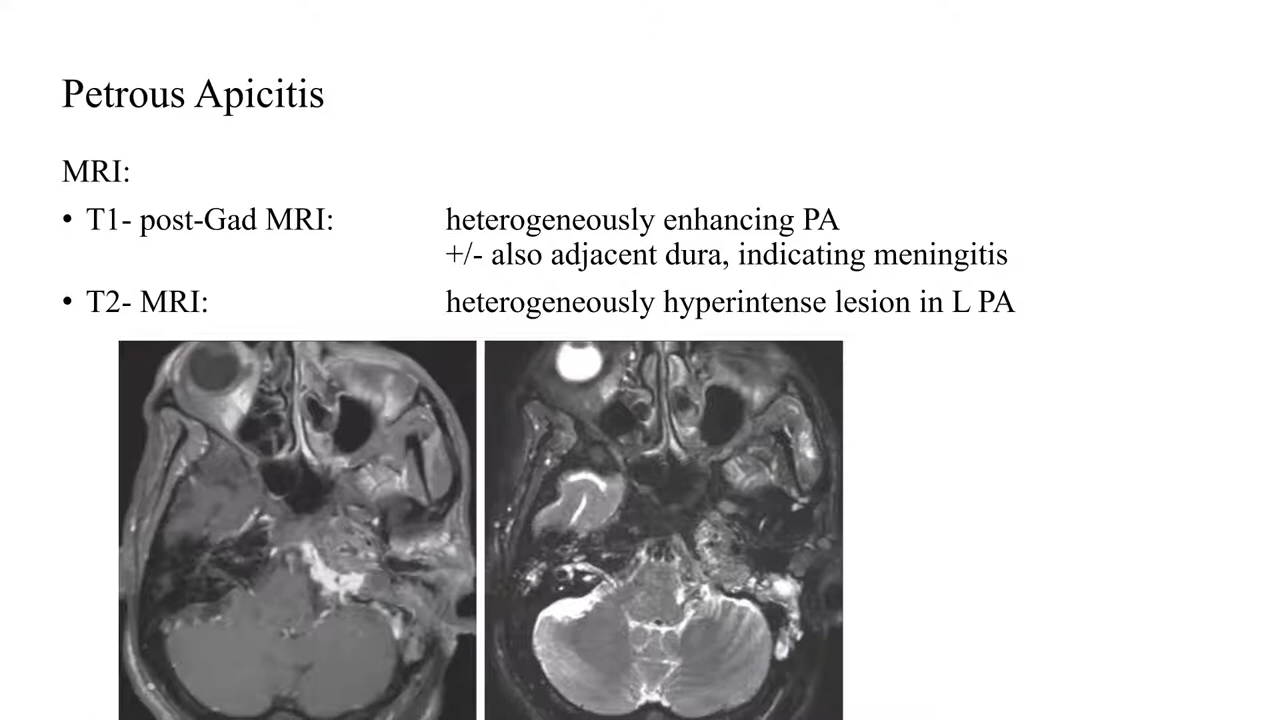 Petrous Apicitis
MRI:
• T1- post-Gad MRI: heterogeneously enhancing PA
+/- also adjacent dura, indicating meningitis
• T2- MRI: heterogeneously hyperintense lesion in L PA